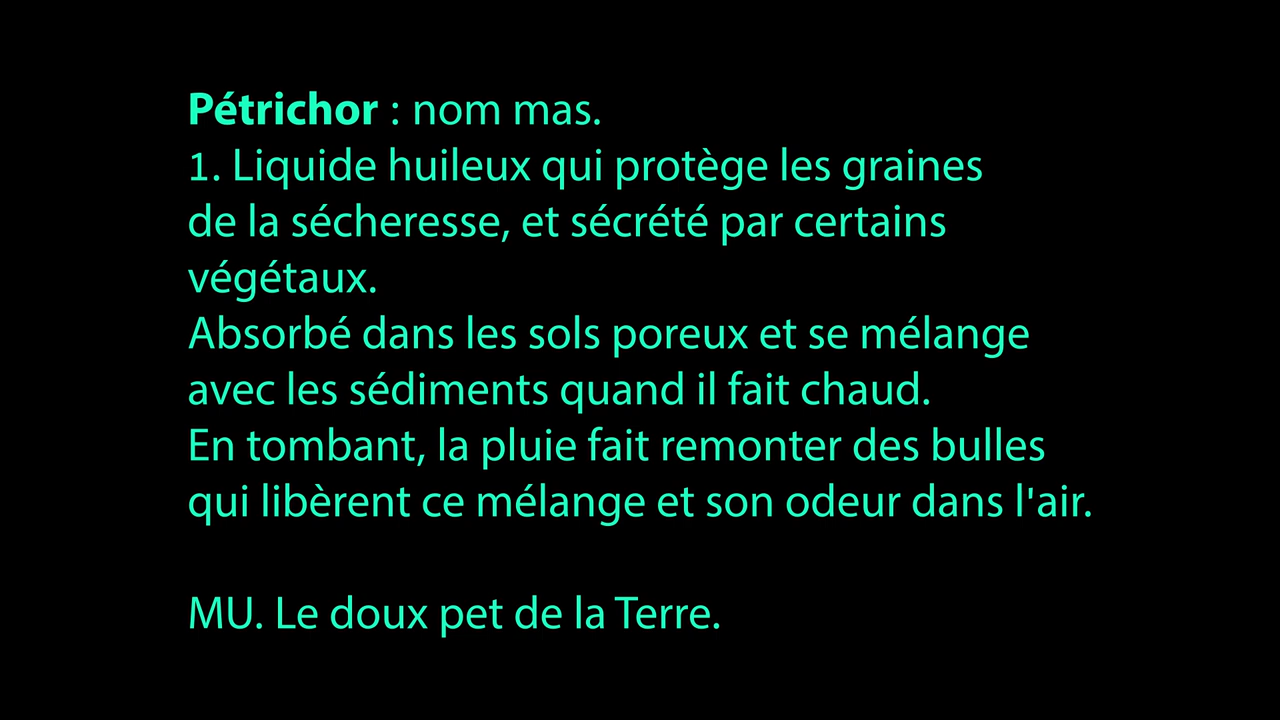 Pétrichor : nom mas.
1. Liquide huileux qui protège les graines
de la sécheresse, et sécrété par certains
végétaux.
Absorbé dans les sols poreux et se mélange
avec les sédiments quand il fait chaud.
En tombant, la pluie fait remonter des bulles
qui libèrent ce mélange et son odeur dans l'air.
MU. Le doux pet de la Terre.